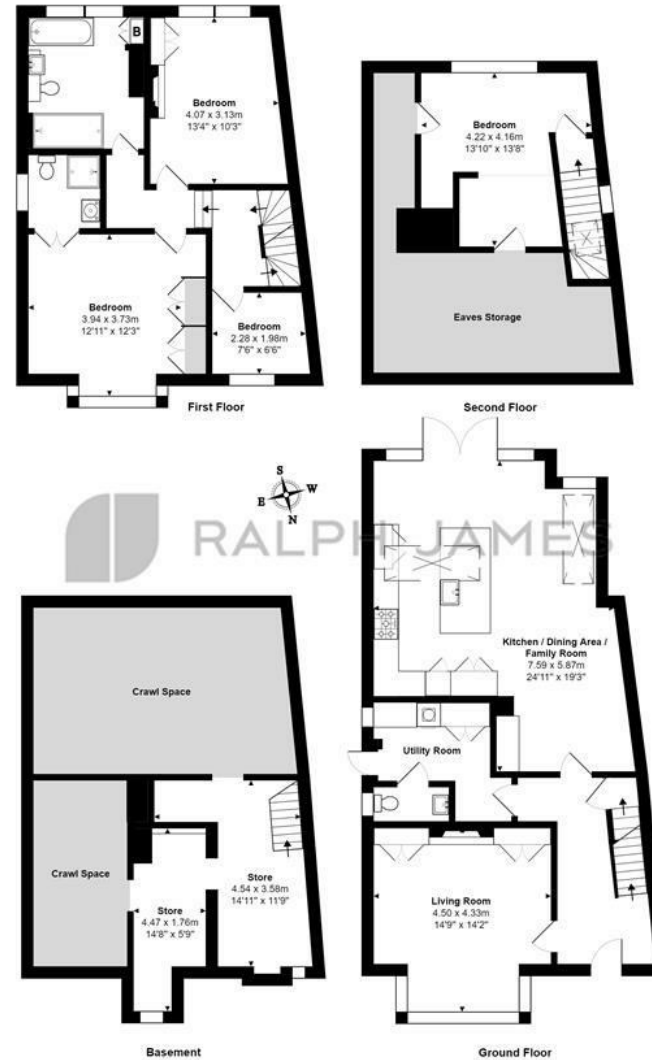 B
Bedroom
4.07 x 3.13m
13'4" x 10'3"
Bedroom
3.94 x 3.73m
12'11" x 12'3"
Bedroom
2.28 x 1.98m
7'6" x 6'6"
First Floor
Bedroom
4.22 x 4.16m
13'10" x 13'8"
Eaves Storage
Second Floor
S
E W
N
RALPH JAMES
Crawl Space
Crawl Space
Store
4.54 x 3.58m
14'11" x 11'9"
Store
4.47 x 1.76m
14'8" x 5'9"
Basement
Kitchen / Dining Area /
Family Room
7.59 x 5.87m
24'11" x 19'3"
Utility Room
Living Room
4.50 x 4.33m
14'9" x 14'2"
Ground Floor